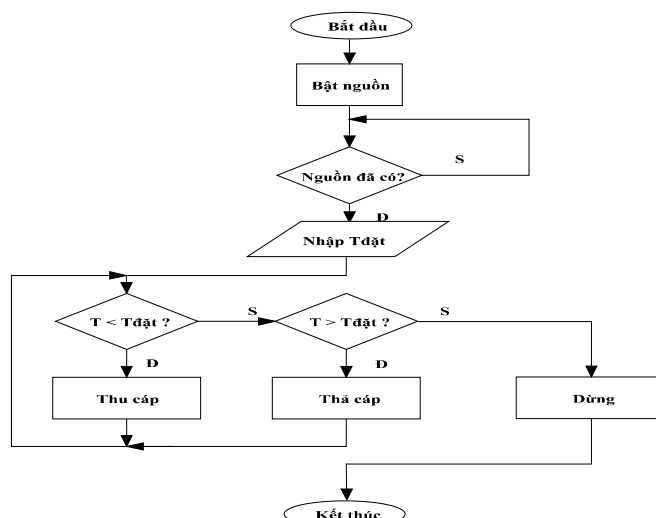 Bắt đầu
Bật nguồn
S
Nguồn đã có?
Đ
Nhập Tđặt
T < Tđặt ?
S
T > Tđặt ?
S
Đ
Đ
Thu cáp
Thả cáp
Dừng
Kết thúc